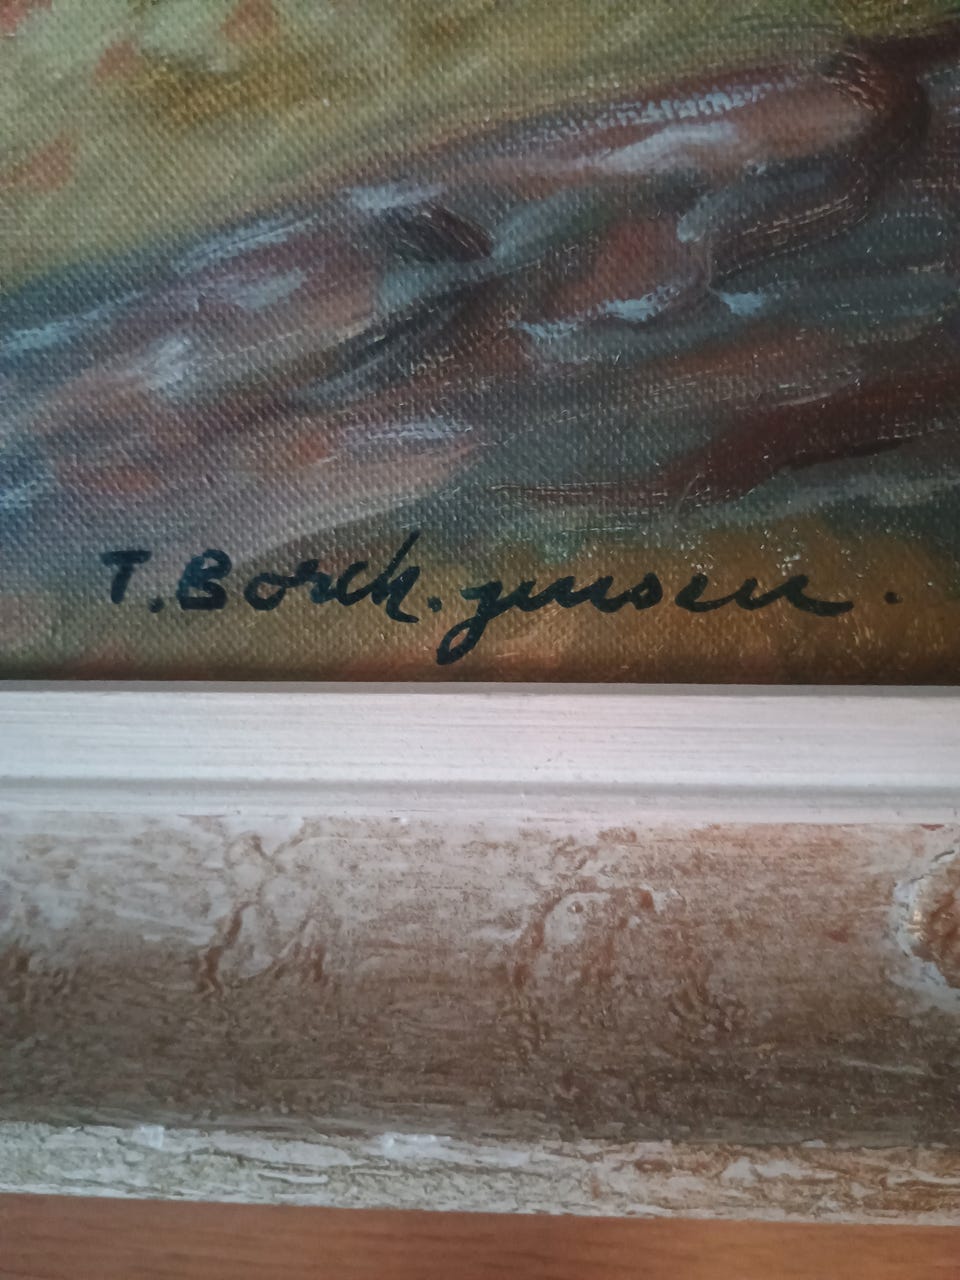 T. Borch. jensen.